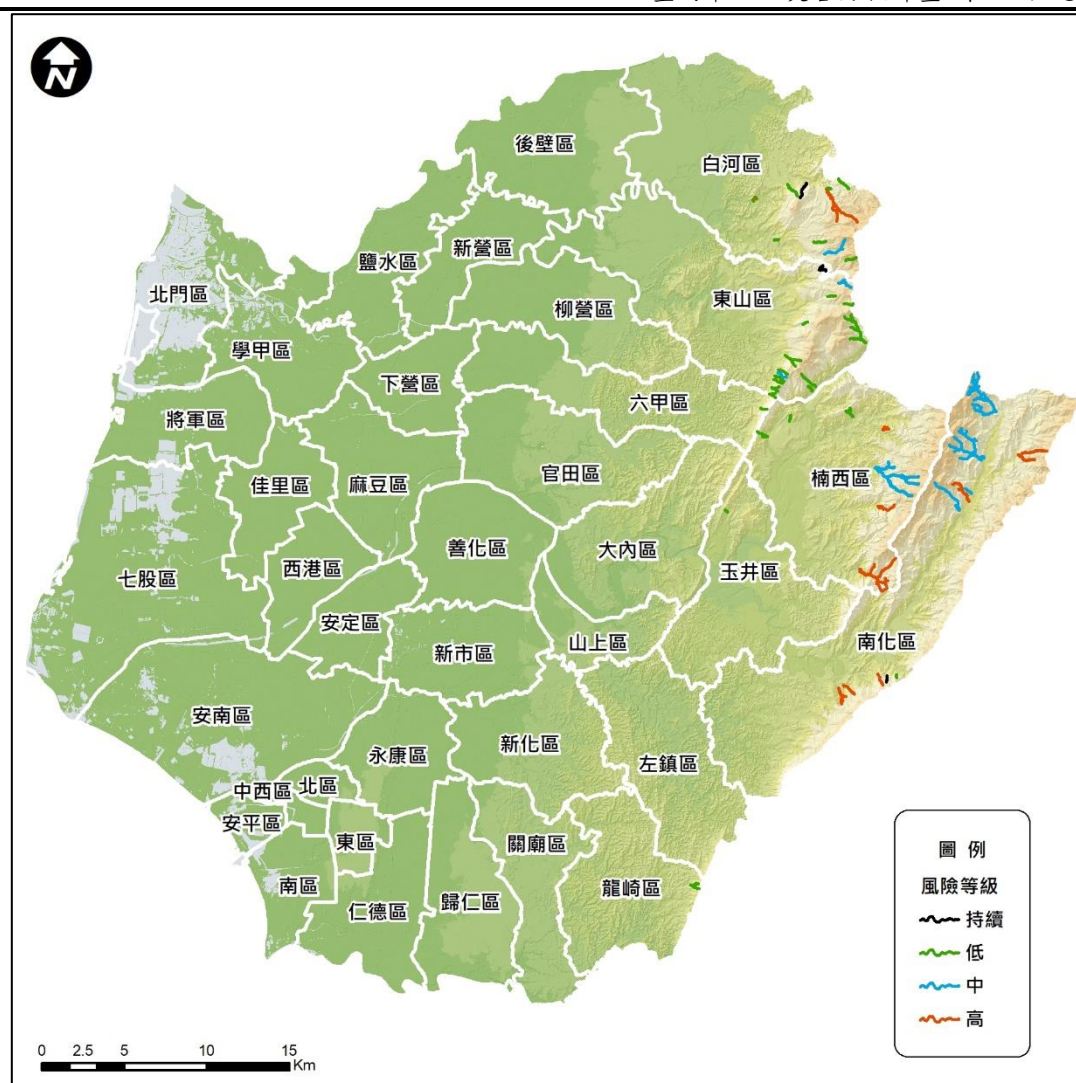 N
後壁區
白河區
新營區
鹽水區
北門區
東山區
柳營區
學甲區
下營區
六甲區
將軍區
官田區
楠西區
佳里區
麻豆區
善化區
大內區
玉井區
七股區
西港區
安定區
新市區
山上區
南化區
安南區
永康區
新化區
左鎮區
中西區
北區
安平區
東區
關廟區
南區
仁德區
歸仁區
龍崎區
圖 例
風險等級
持續
低
中
高
0 2.5 5 10 15
Km